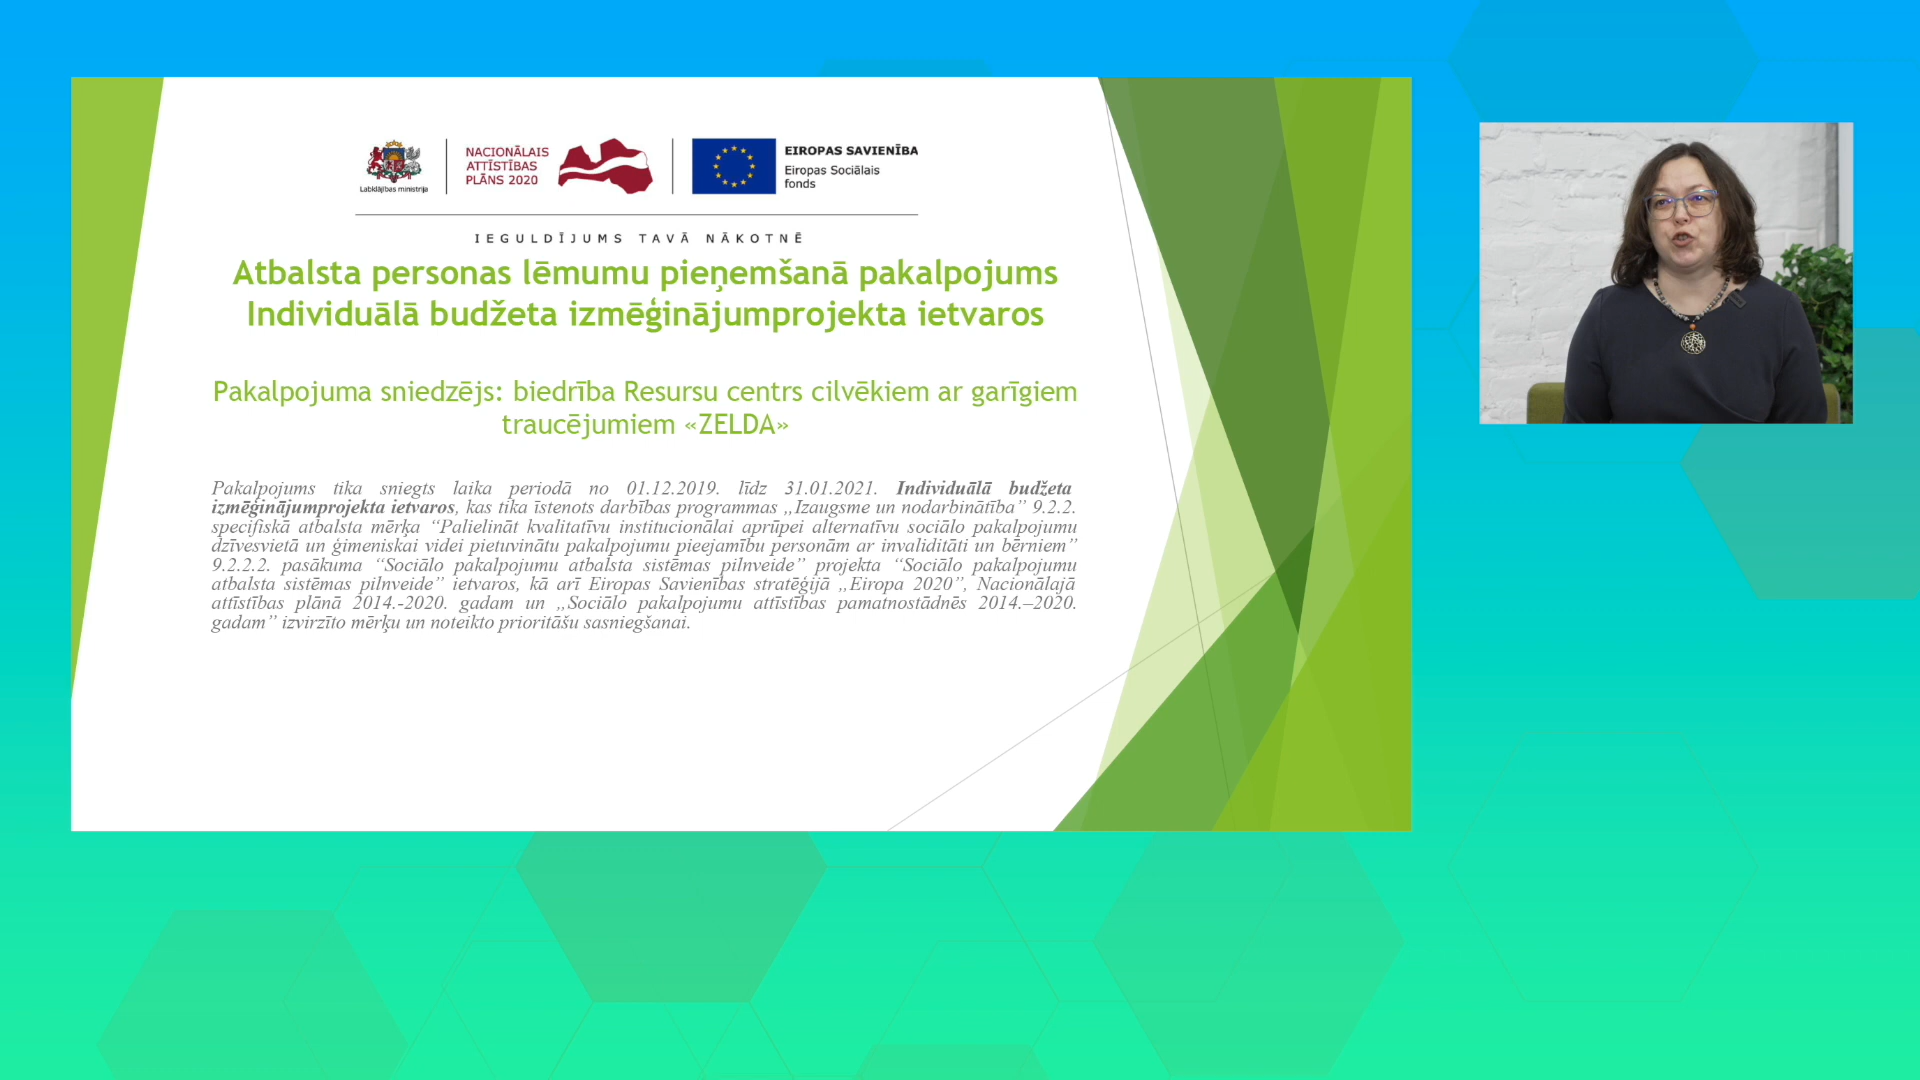 Labklājības ministrija
NACIONĀLAIS
ATTĪSTĪBAS
PLĀNS 2020
EIROPAS SAVIENĪBA
Eiropas Sociālais
fonds
IEGULDĪJUMS TAVĀ NĀKOTNĒ
Atbalsta personas lēmumu pieņemšanā pakalpojums
Individuālā budžeta izmēģinājumprojekta ietvaros
Pakalpojuma sniedzējs: biedrība Resursu centrs cilvēkiem ar garīgiem
traucējumiem «ZELDA»
Pakalpojums tika sniegts laika periodā no 01.12.2019. līdz 31.01.2021. Individuālā budžeta
izmēģinājumprojekta ietvaros, kas tika īstenots darbības programmas „Izaugsme un nodarbinātība” 9.2.2.
specifiskā atbalsta mērķa “Palielināt kvalitatīvu institucionālai aprūpei alternatīvu sociālo pakalpojumu
dzīvesvietā un ģimeniskai videi pietuvinātu pakalpojumu pieejamību personām ar invaliditāti un bērniem”
9.2.2.2. pasākuma “Sociālo pakalpojumu atbalsta sistēmas pilnveide” projekta “Sociālo pakalpojumu
atbalsta sistēmas pilnveide” ietvaros, kā arī Eiropas Savienības stratēģijā „Eiropa 2020”, Nacionālajā
attīstības plānā 2014.-2020. gadam un „Sociālo pakalpojumu attīstības pamatnostādnēs 2014.–2020.
gadam” izvirzīto mērķu un noteikto prioritāšu sasniegšanai.